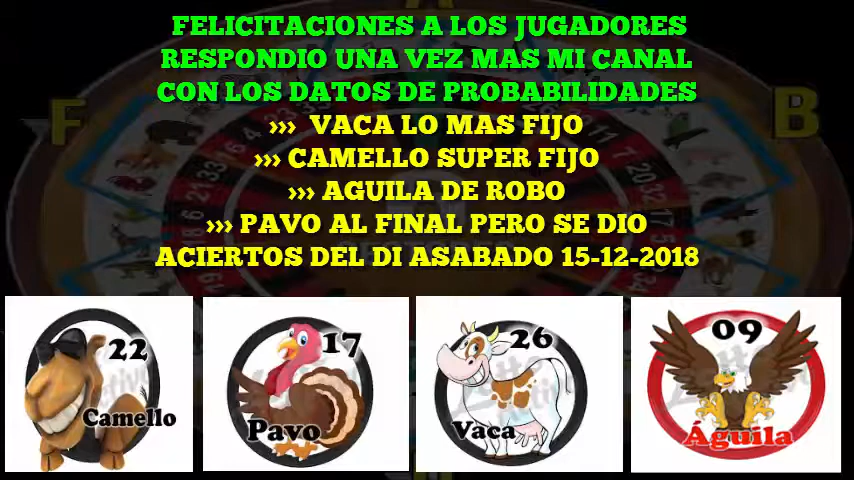 FELICITACIONES A LOS JUGADORES
RESPONDIO UNA VEZ MAS MI CANAL
CON LOS DATOS DE PROBABILIDADES
››› VACA LO MAS FIJO
››› CAMELLO SUPER FIJO
››› AGUILA DE ROBO
››› PAVO AL FINAL PERO SE DIO
ACIERTOS DEL DI ASABADO 15-12-2018
F
B
22
Camello
17
Pavo
26
Vaca
09
Águila